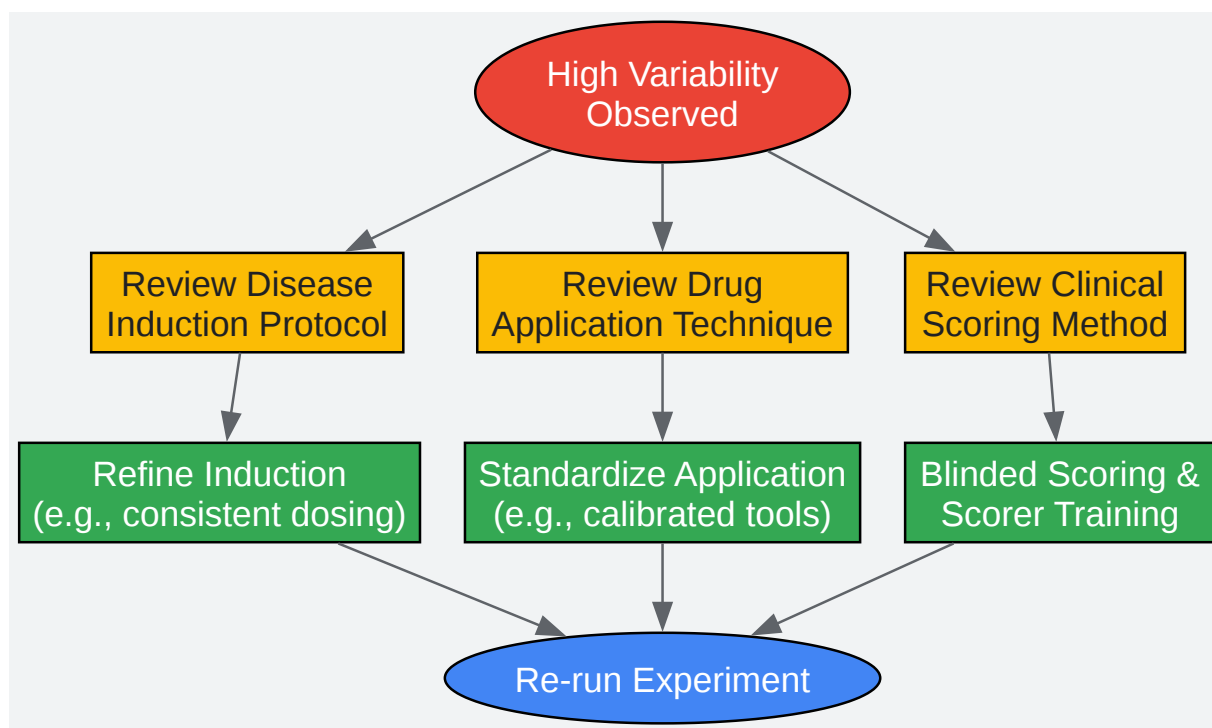 High Variability
Observed
Review Disease
Induction Protocol
Review Drug
Application Technique
Review Clinical
Scoring Method
Refine Induction
(e.g., consistent dosing)
Standardize Application
(e.g., calibrated tools)
Blinded Scoring &
Scorer Training
Re-run Experiment